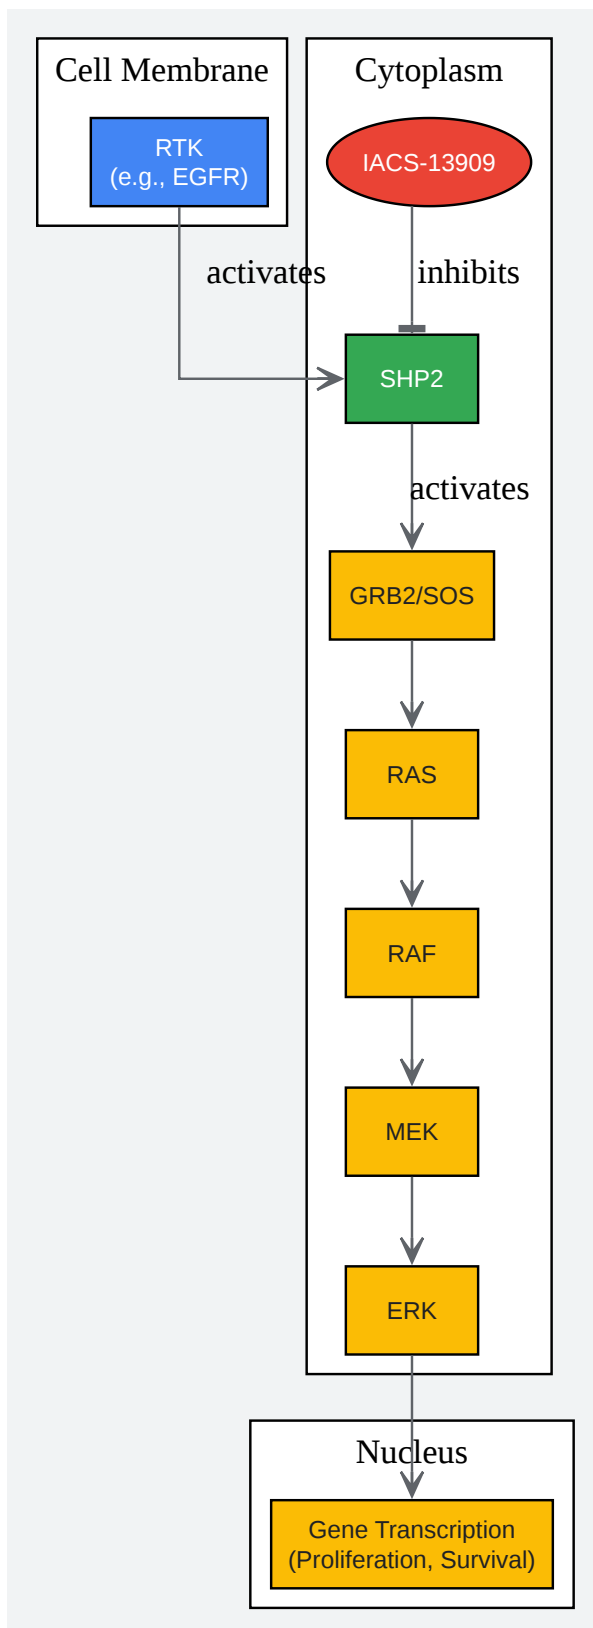 Cell Membrane
Cytoplasm
RTK
(e.g., EGFR)
IACS-13909
activates
inhibits
SHP2
activates
GRB2/SOS
RAS
RAF
MEK
ERK
Nucleus
Gene Transcription
(Proliferation, Survival)